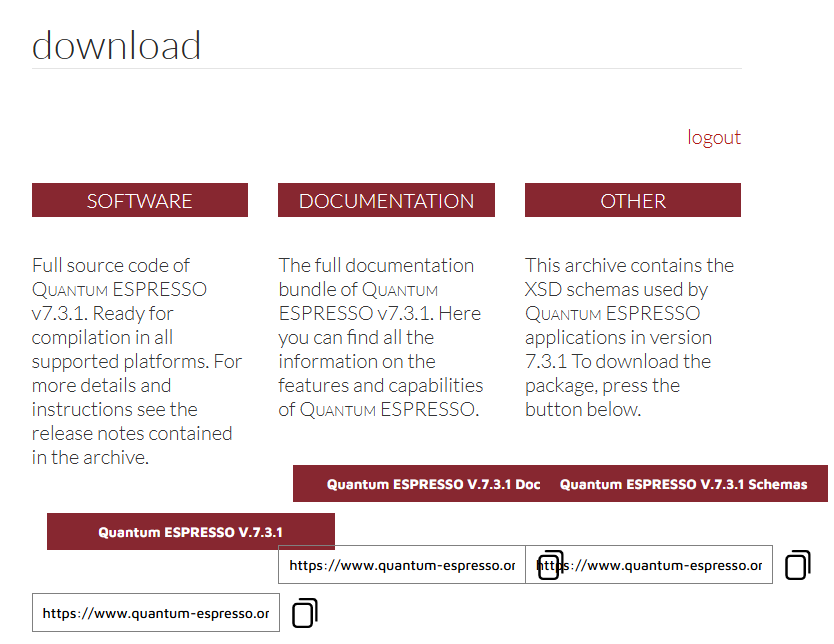 download
logout
SOFTWARE
Full source code of
QUANTUM ESPRESSO
v7.3.1. Ready for
compilation in all
supported platforms. For
more details and
instructions see the
release notes contained
in the archive.
Quantum ESPRESSO V.7.3.1
https://www.quantum-espresso.or
DOCUMENTATION
The full documentation
bundle of QUANTUM
ESPRESSO v7.3.1. Here
you can find all the
information on the
features and capabilities
of QUANTUM ESPRESSO.
Quantum ESPRESSO V.7.3.1 Doc
https://www.quantum-espresso.or
OTHER
This archive contains the
XSD schemas used by
QUANTUM ESPRESSO
applications in version
7.3.1 To download the
package, press the
button below.
Quantum ESPRESSO V.7.3.1 Schemas
https://www.quantum-espresso.or